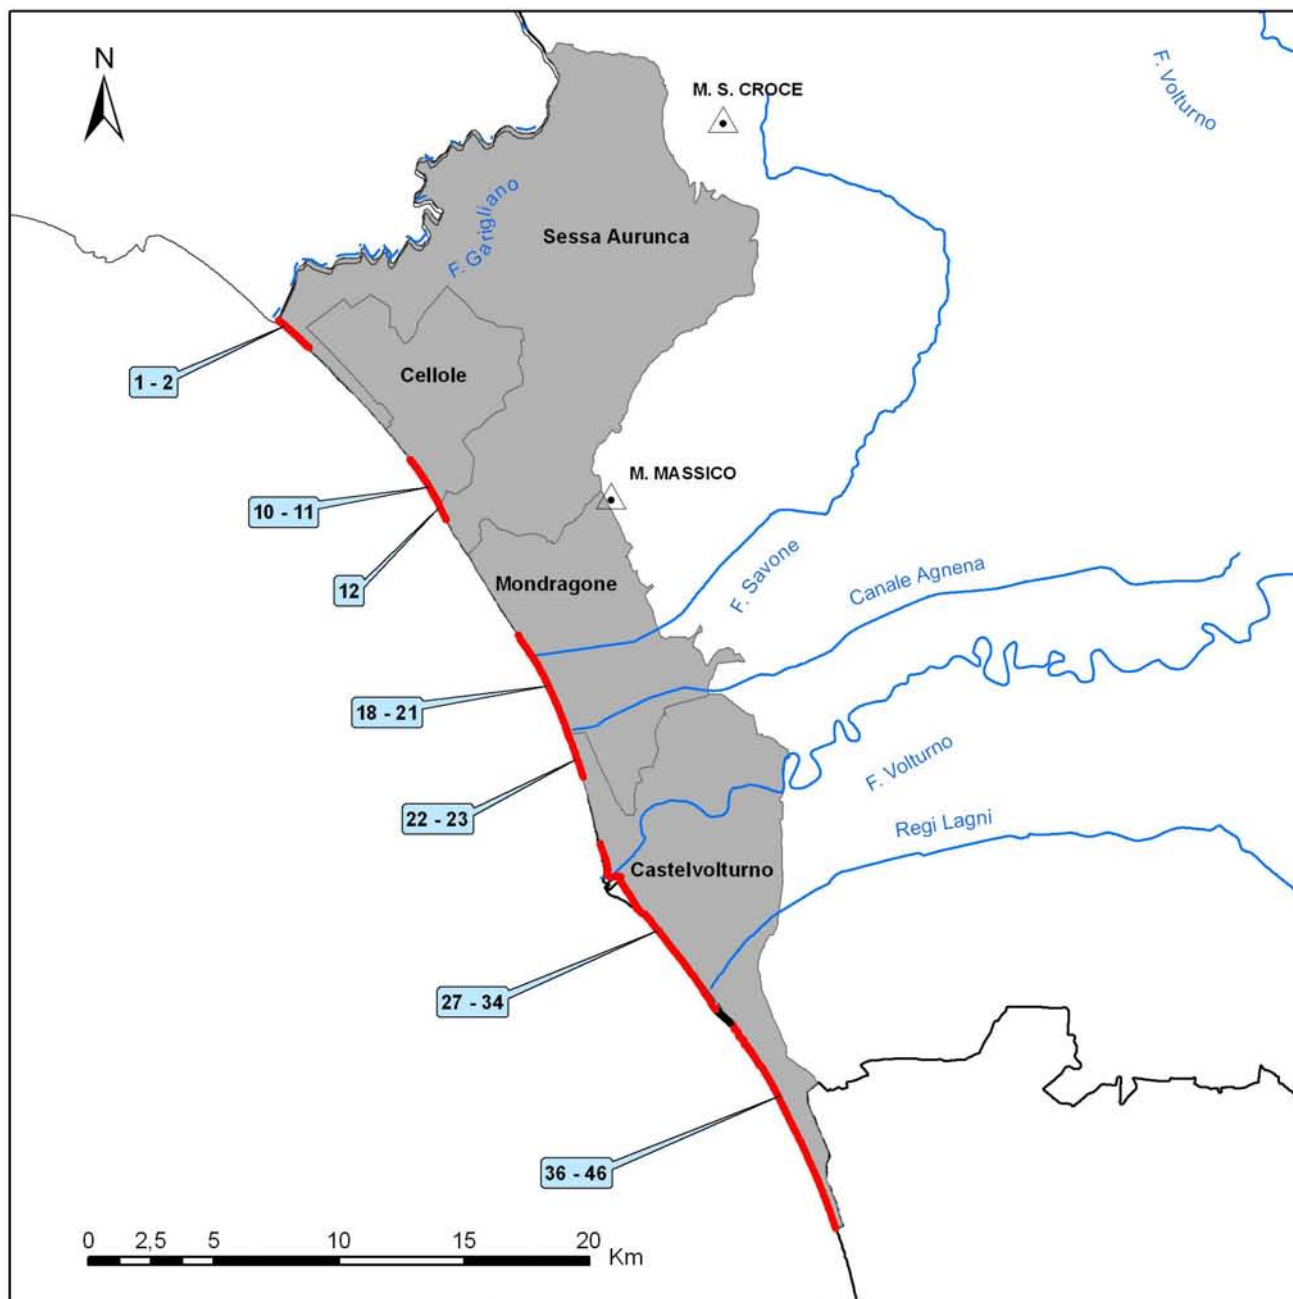 N
M. S. CROCE
F. Volturno
F. Garigliano
Sessa Aurunca
1 - 2
Cellole
M. MASSICO
10 - 11
12
Mondragone
F. Savone
Canale Agnena
18 - 21
22 - 23
F. Volturno
Regi Lagni
Castelvolturno
27 - 34
36 - 46
0 2,5 5 10 15 20
Km